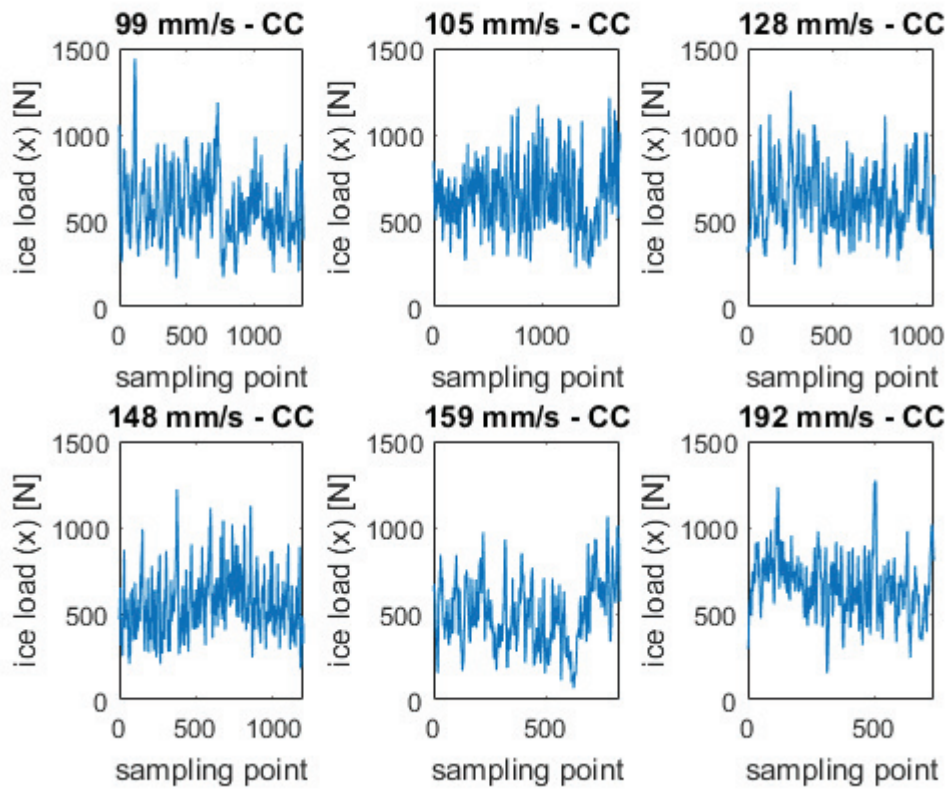 99 mm/s - CC
105 mm/s - CC
128 mm/s - CC
ice load (x) [N]
1500
1000
500
0
0 500 1000
sampling point
ice load (x) [N]
1500
1000
500
0
0 1000
sampling point
ice load (x) [N]
1500
1000
500
0
0 500 1000
sampling point
148 mm/s - CC
159 mm/s - CC
192 mm/s - CC
ice load (x) [N]
1500
1000
500
0
0 500 1000
sampling point
ice load (x) [N]
1500
1000
500
0
0 500
sampling point
ice load (x) [N]
1500
1000
500
0
0 500
sampling point